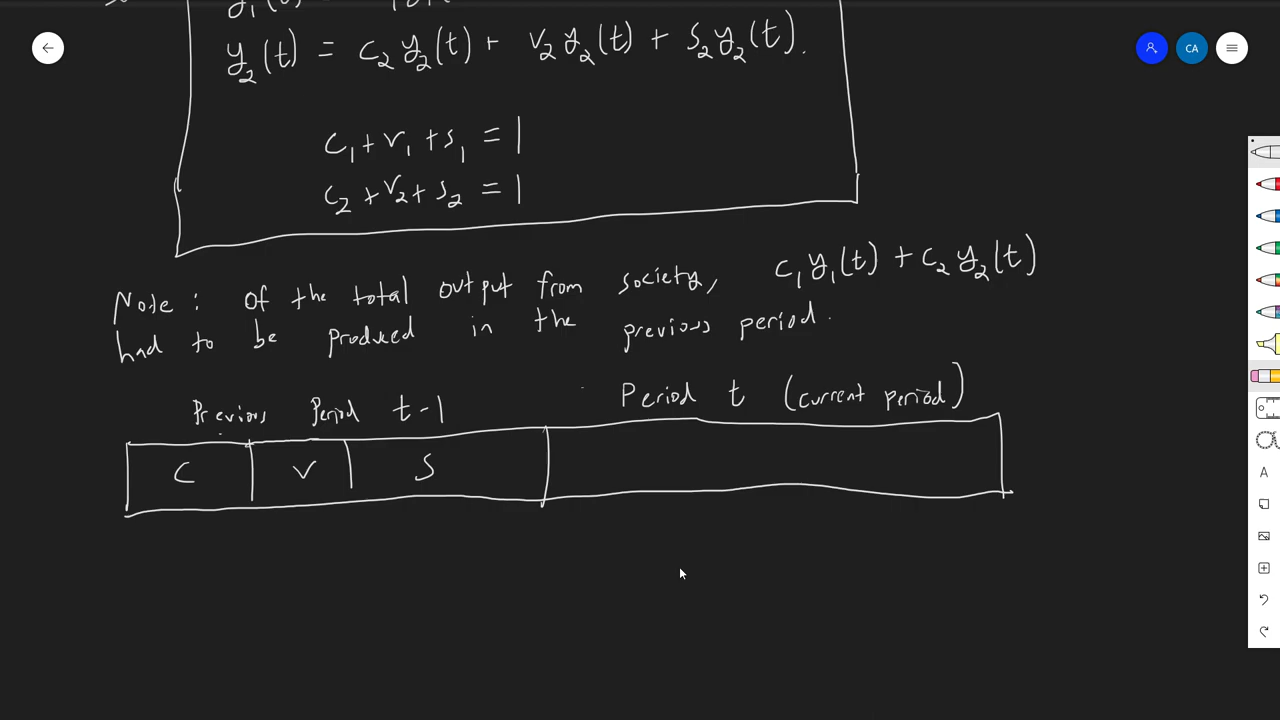 y₂(t) = c₂y₂(t) + v₂y₂(t) + s₂y₂(t).
c₁ + v₁ + s₁ = 1
c₂ + v₂ + s₂ = 1
Note: Of the total output from society, c₁y₁(t) + c₂y₂(t)
had to be produced in the previous period.
Previous Period t-1
Period t (current period)
C V S
CA
A